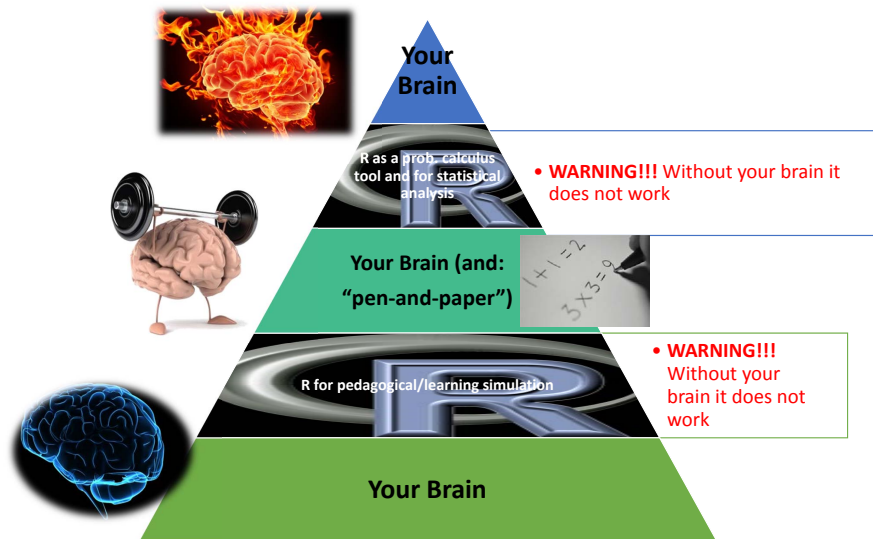 Your
Brain
R as a prob. calculus
tool and for statistical
analysis
R
• WARNING!!! Without your brain it
does not work
Your Brain (and:
“pen-and-paper”)
1+1=2
3×3=9
R for pedagogical/learning simulation
R
• WARNING!!!
Without your
brain it does not
work
Your Brain